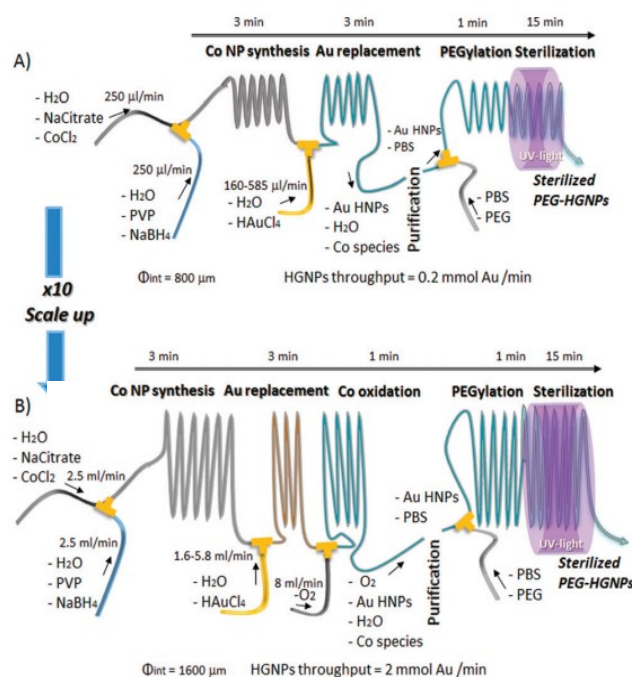 3 min
3 min
1 min
15 min
Co NP synthesis
Au replacement
PEGylation
Sterilization
A)
- H₂O
- NaCitrate
- CoCl₂
250 µl/min
250 µl/min
- H₂O
- PVP
- NaBH₄
160-585 µl/min
- H₂O
- HAuCl₄
- Au HNPs
- H₂O
- Co species
- Au HNPs
- PBS
Purification
- PBS
- PEG
UV-light
Sterilized
PEG-HGNPs
Φint = 800 µm
HGNPs throughput = 0.2 mmol Au /min
x10
Scale up
3 min
3 min
1 min
1 min
15 min
Co NP synthesis
Au replacement
Co oxidation
PEGylation
Sterilization
B)
- H₂O
- NaCitrate
- CoCl₂
2.5 ml/min
2.5 ml/min
- H₂O
- PVP
- NaBH₄
1.6-5.8 ml/min
- H₂O
- HAuCl₄
8 ml/min
-O₂
- O₂
- Au HNPs
- H₂O
- Co species
- Au HNPs
- PBS
Purification
- PBS
- PEG
UV-light
Sterilized
PEG-HGNPs
Φint = 1600 µm
HGNPs throughput = 2 mmol Au /min